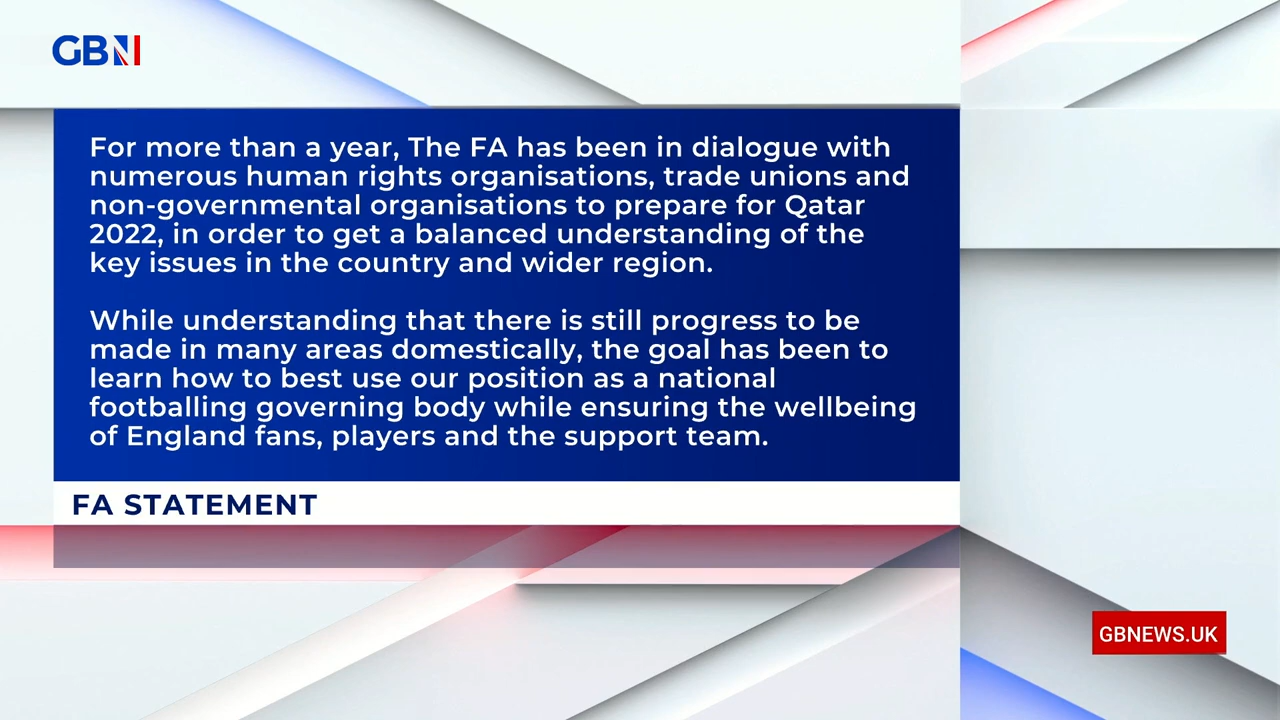 GBN
For more than a year, The FA has been in dialogue with
numerous human rights organisations, trade unions and
non-governmental organisations to prepare for Qatar
2022, in order to get a balanced understanding of the
key issues in the country and wider region.
While understanding that there is still progress to be
made in many areas domestically, the goal has been to
learn how to best use our position as a national
footballing governing body while ensuring the wellbeing
of England fans, players and the support team.
FA STATEMENT
GBNEWS.UK